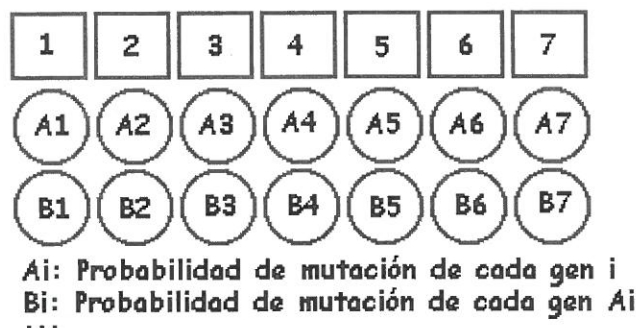 1 2 3 4 5 6 7
A1 A2 A3 A4 A5 A6 A7
B1 B2 B3 B4 B5 B6 B7
Ai: Probabilidad de mutación de cada gen i
Bi: Probabilidad de mutación de cada gen Ai